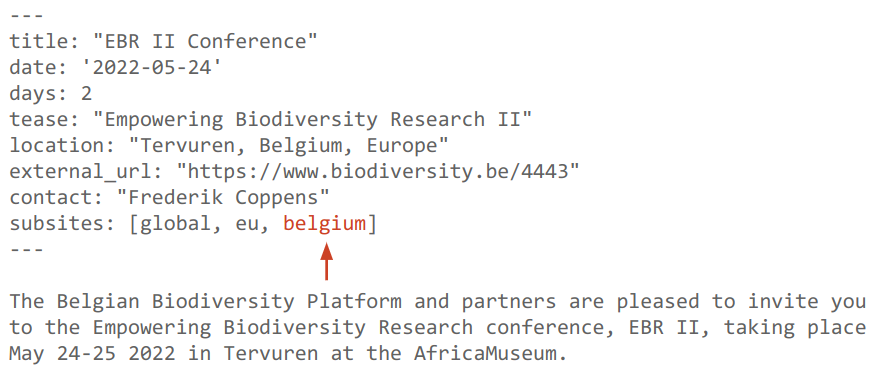 ---
title: "EBR II Conference"
date: '2022-05-24'
days: 2
tease: "Empowering Biodiversity Research II"
location: "Tervuren, Belgium, Europe"
external_url: "https://www.biodiversity.be/4443"
contact: "Frederik Coppens"
subsites: [global, eu, belgium]
---
The Belgian Biodiversity Platform and partners are pleased to invite you
to the Empowering Biodiversity Research conference, EBR II, taking place
May 24-25 2022 in Tervuren at the AfricaMuseum.